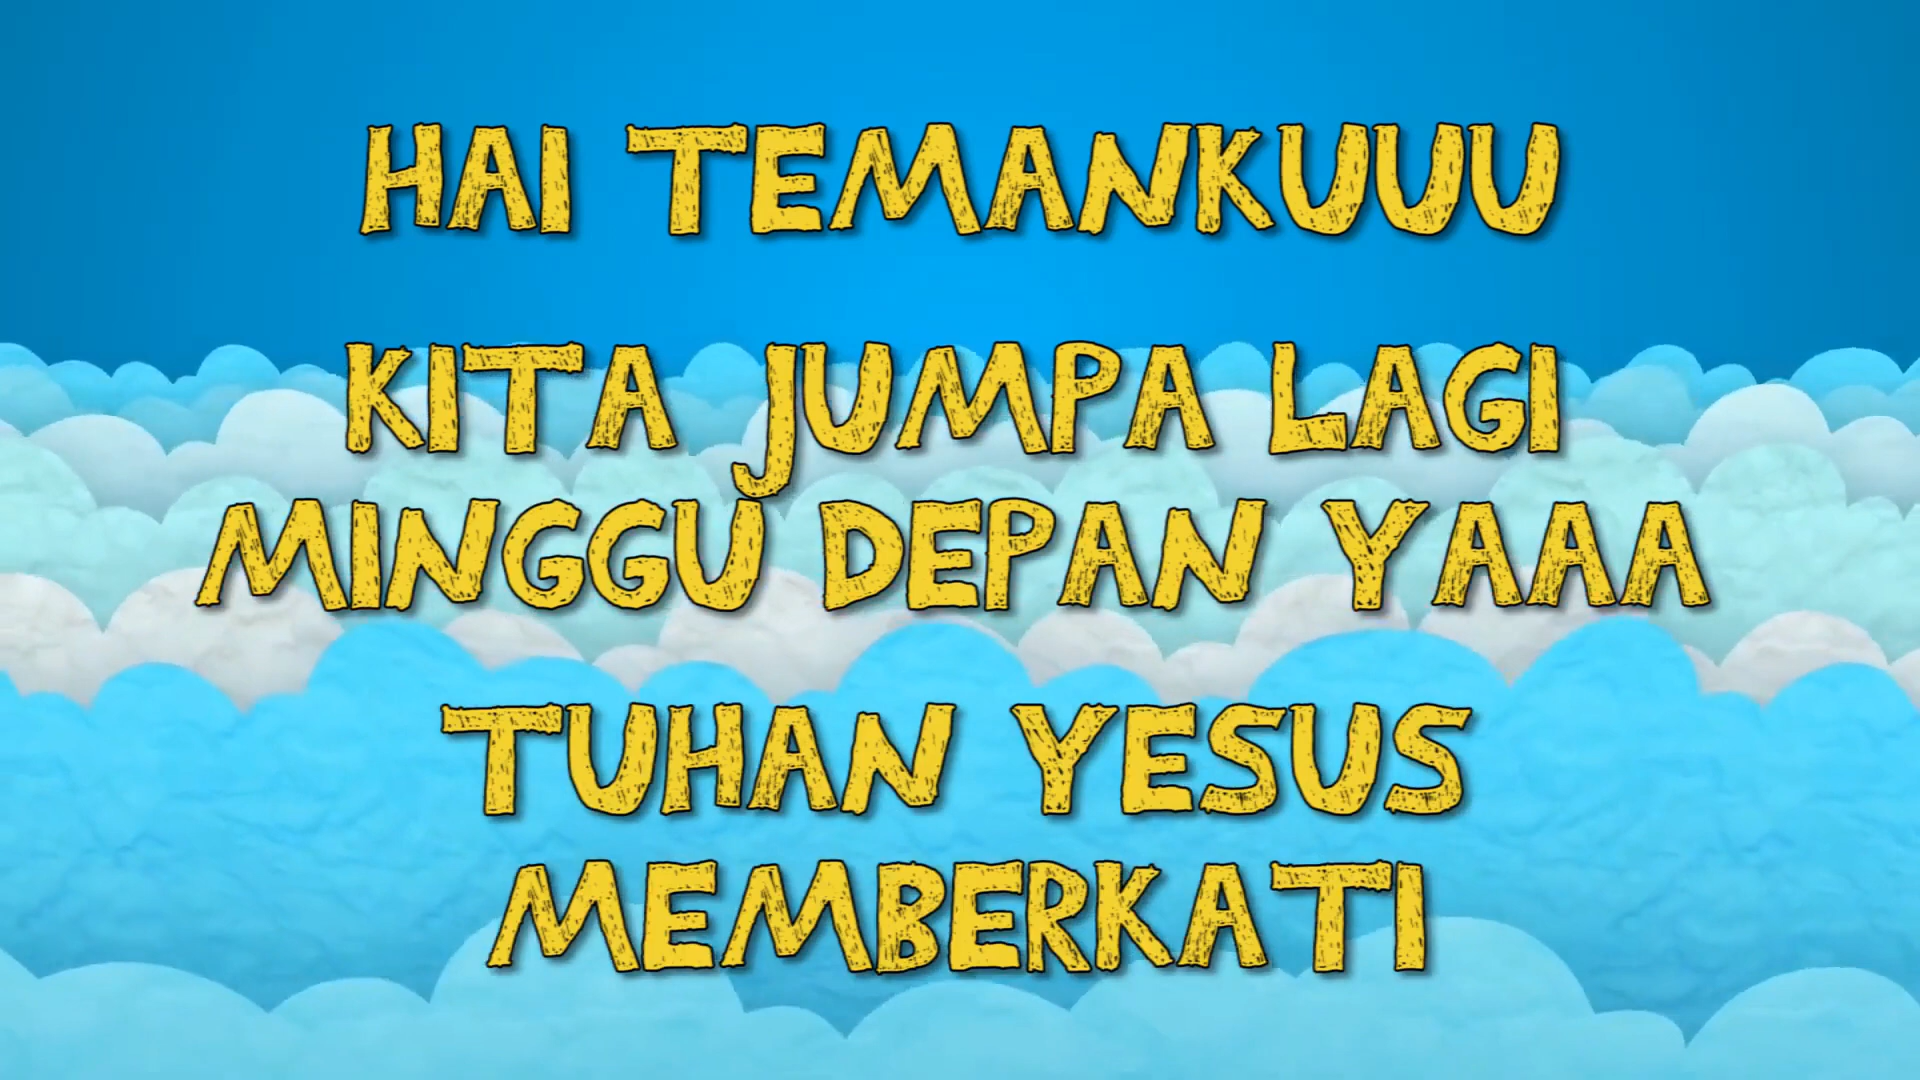 HAI TEMANKUUU
KITA JUMPA LAGI
MINGGU DEPAN YAAA
TUHAN YESUS
MEMBERKATI